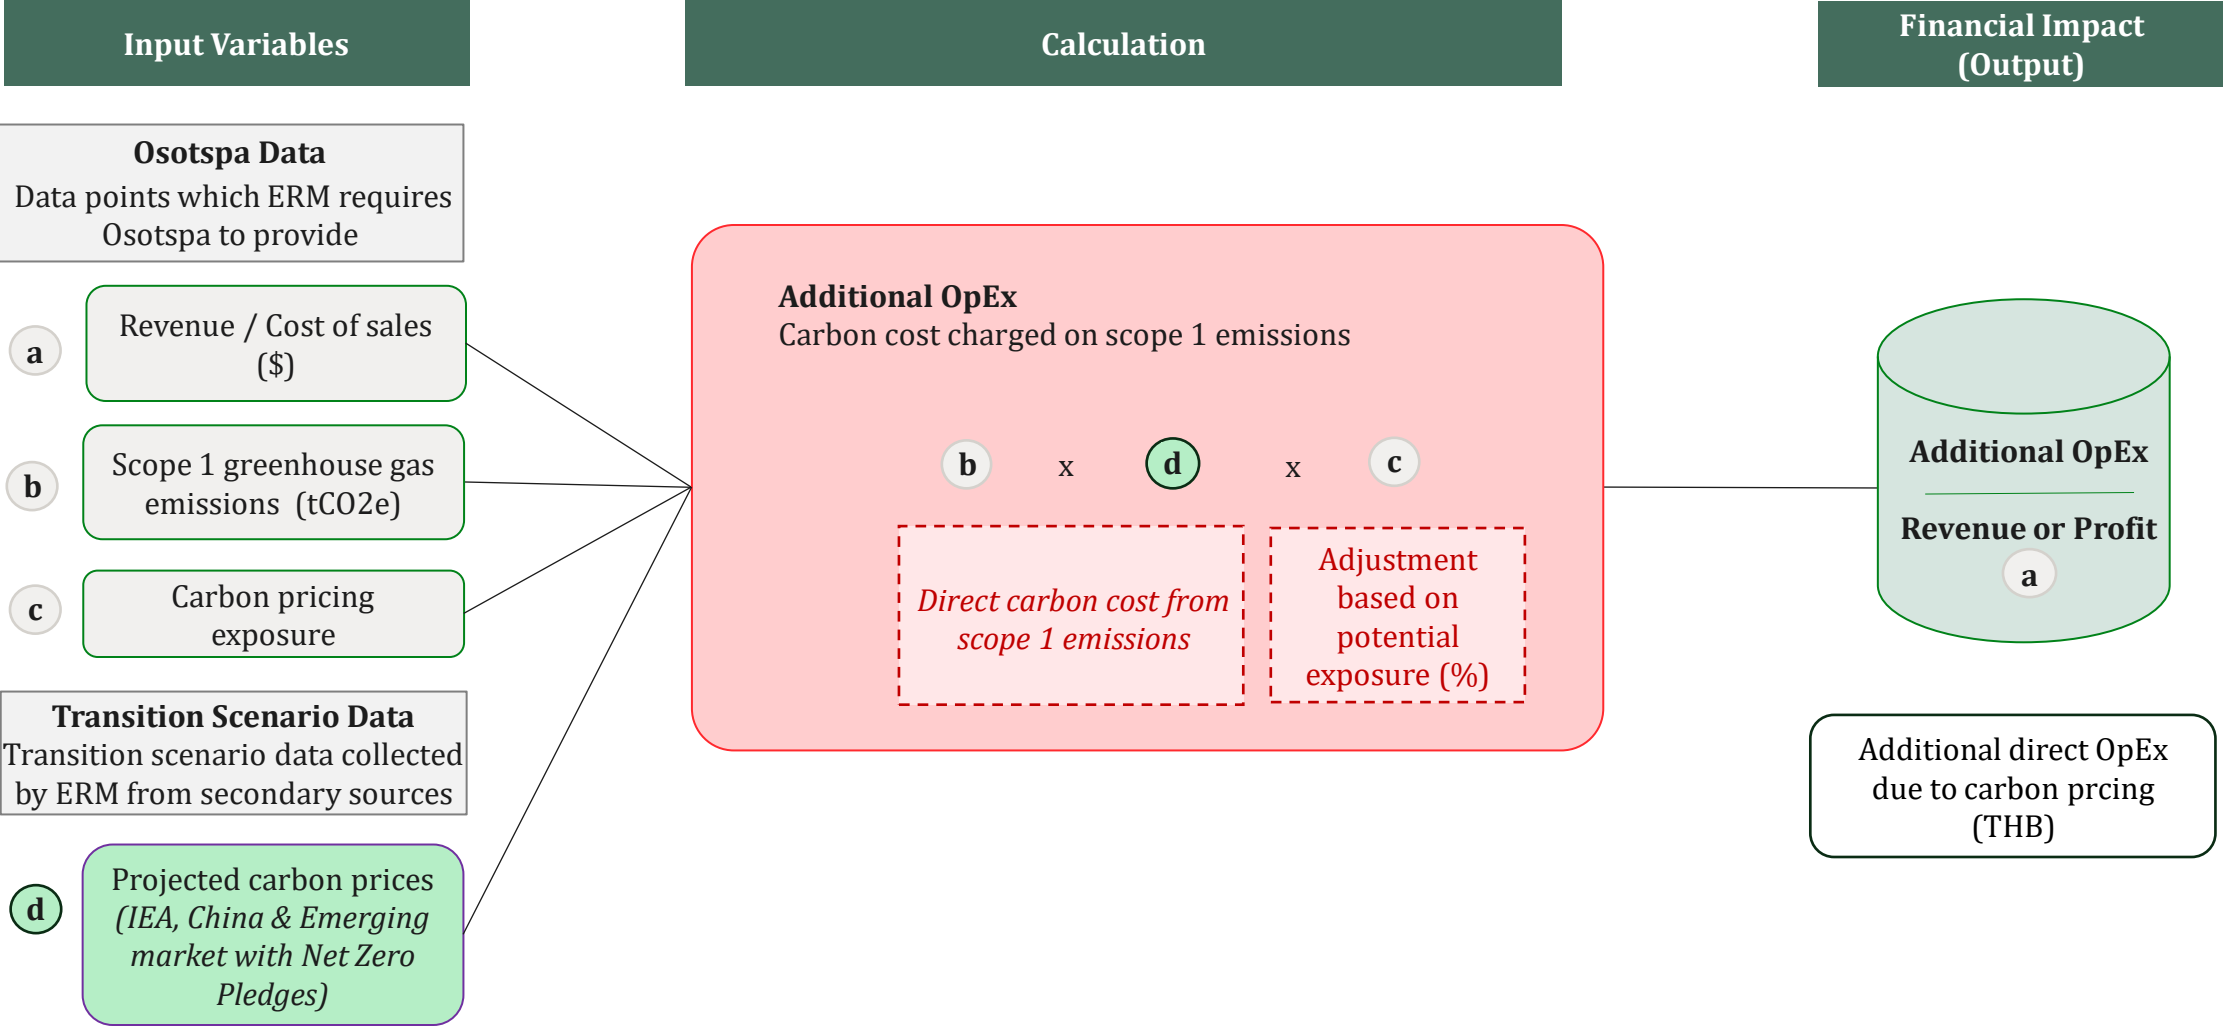 Input Variables
Calculation
Financial Impact
(Output)
Osotspa Data
Data points which ERM requires
Osotspa to provide
a
Revenue / Cost of sales
($)
b
Scope 1 greenhouse gas
emissions (tCO2e)
c
Carbon pricing
exposure
Transition Scenario Data
Transition scenario data collected
by ERM from secondary sources
d
Projected carbon prices
(IEA, China & Emerging
market with Net Zero
Pledges)
Additional OpEx
Carbon cost charged on scope 1 emissions
b x d x c
Direct carbon cost from
scope 1 emissions
Adjustment
based on
potential
exposure (%)
Additional OpEx
Revenue or Profit
a
Additional direct OpEx
due to carbon prcing
(THB)